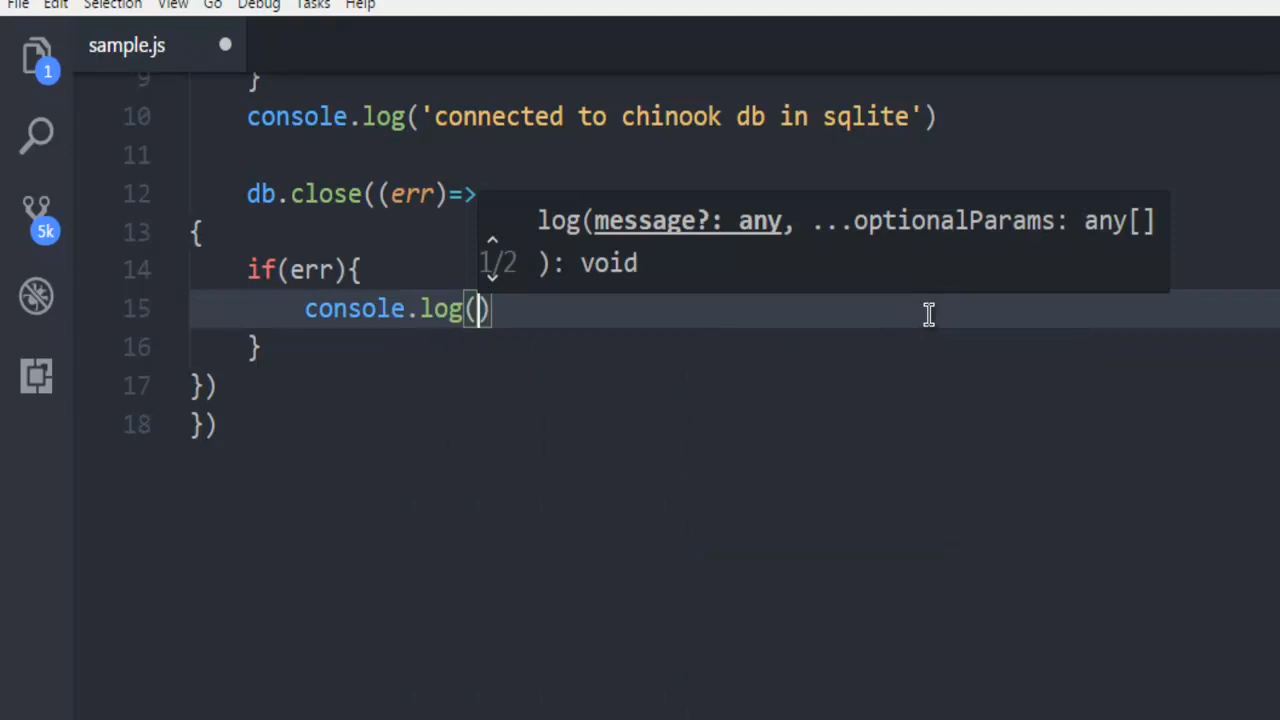 File Edit Selection View Go Debug Tasks Help
sample.js
1
5k
9 }
10 console.log('connected to chinook db in sqlite')
11
12 db.close((err)=>
log(message?: any, ...optionalParams: any[]
1/2 ): void
13 {
14 if(err){
15 console.log()
16 }
17 })
18 })